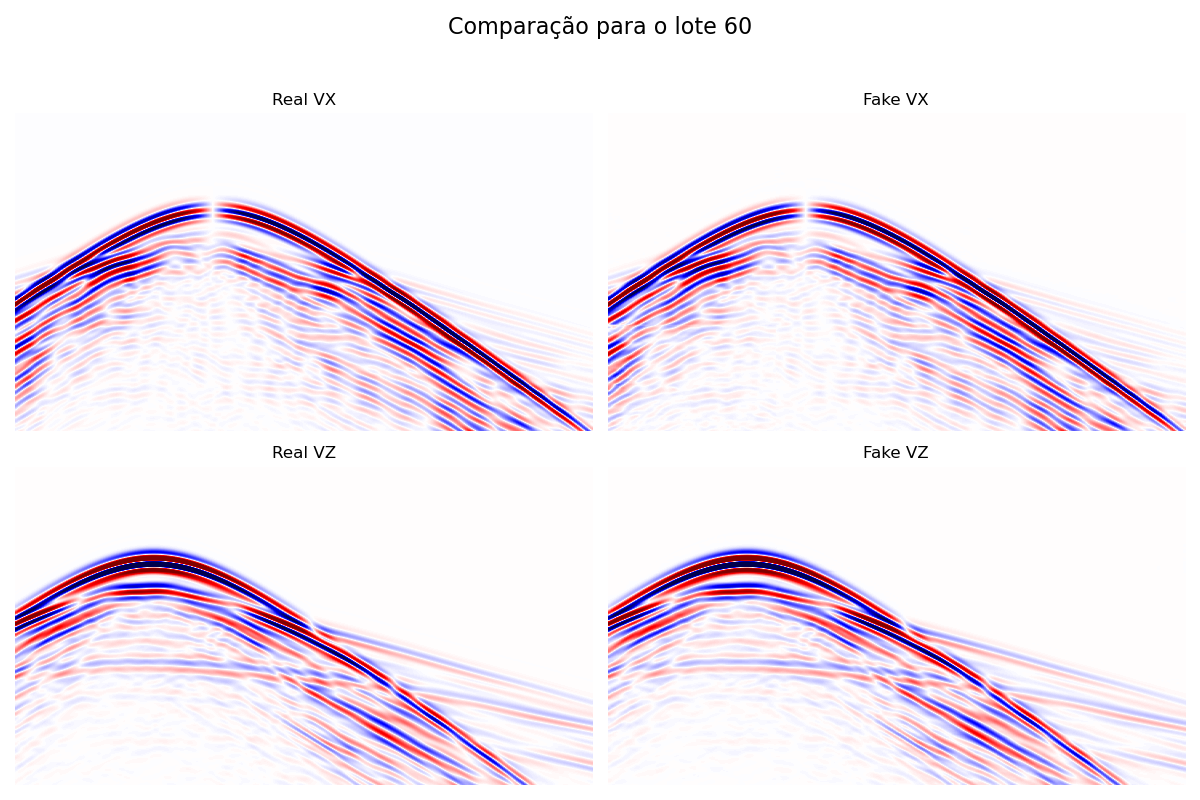 Comparação para o lote 60
Real VX
Fake VX
Real VZ
Fake VZ